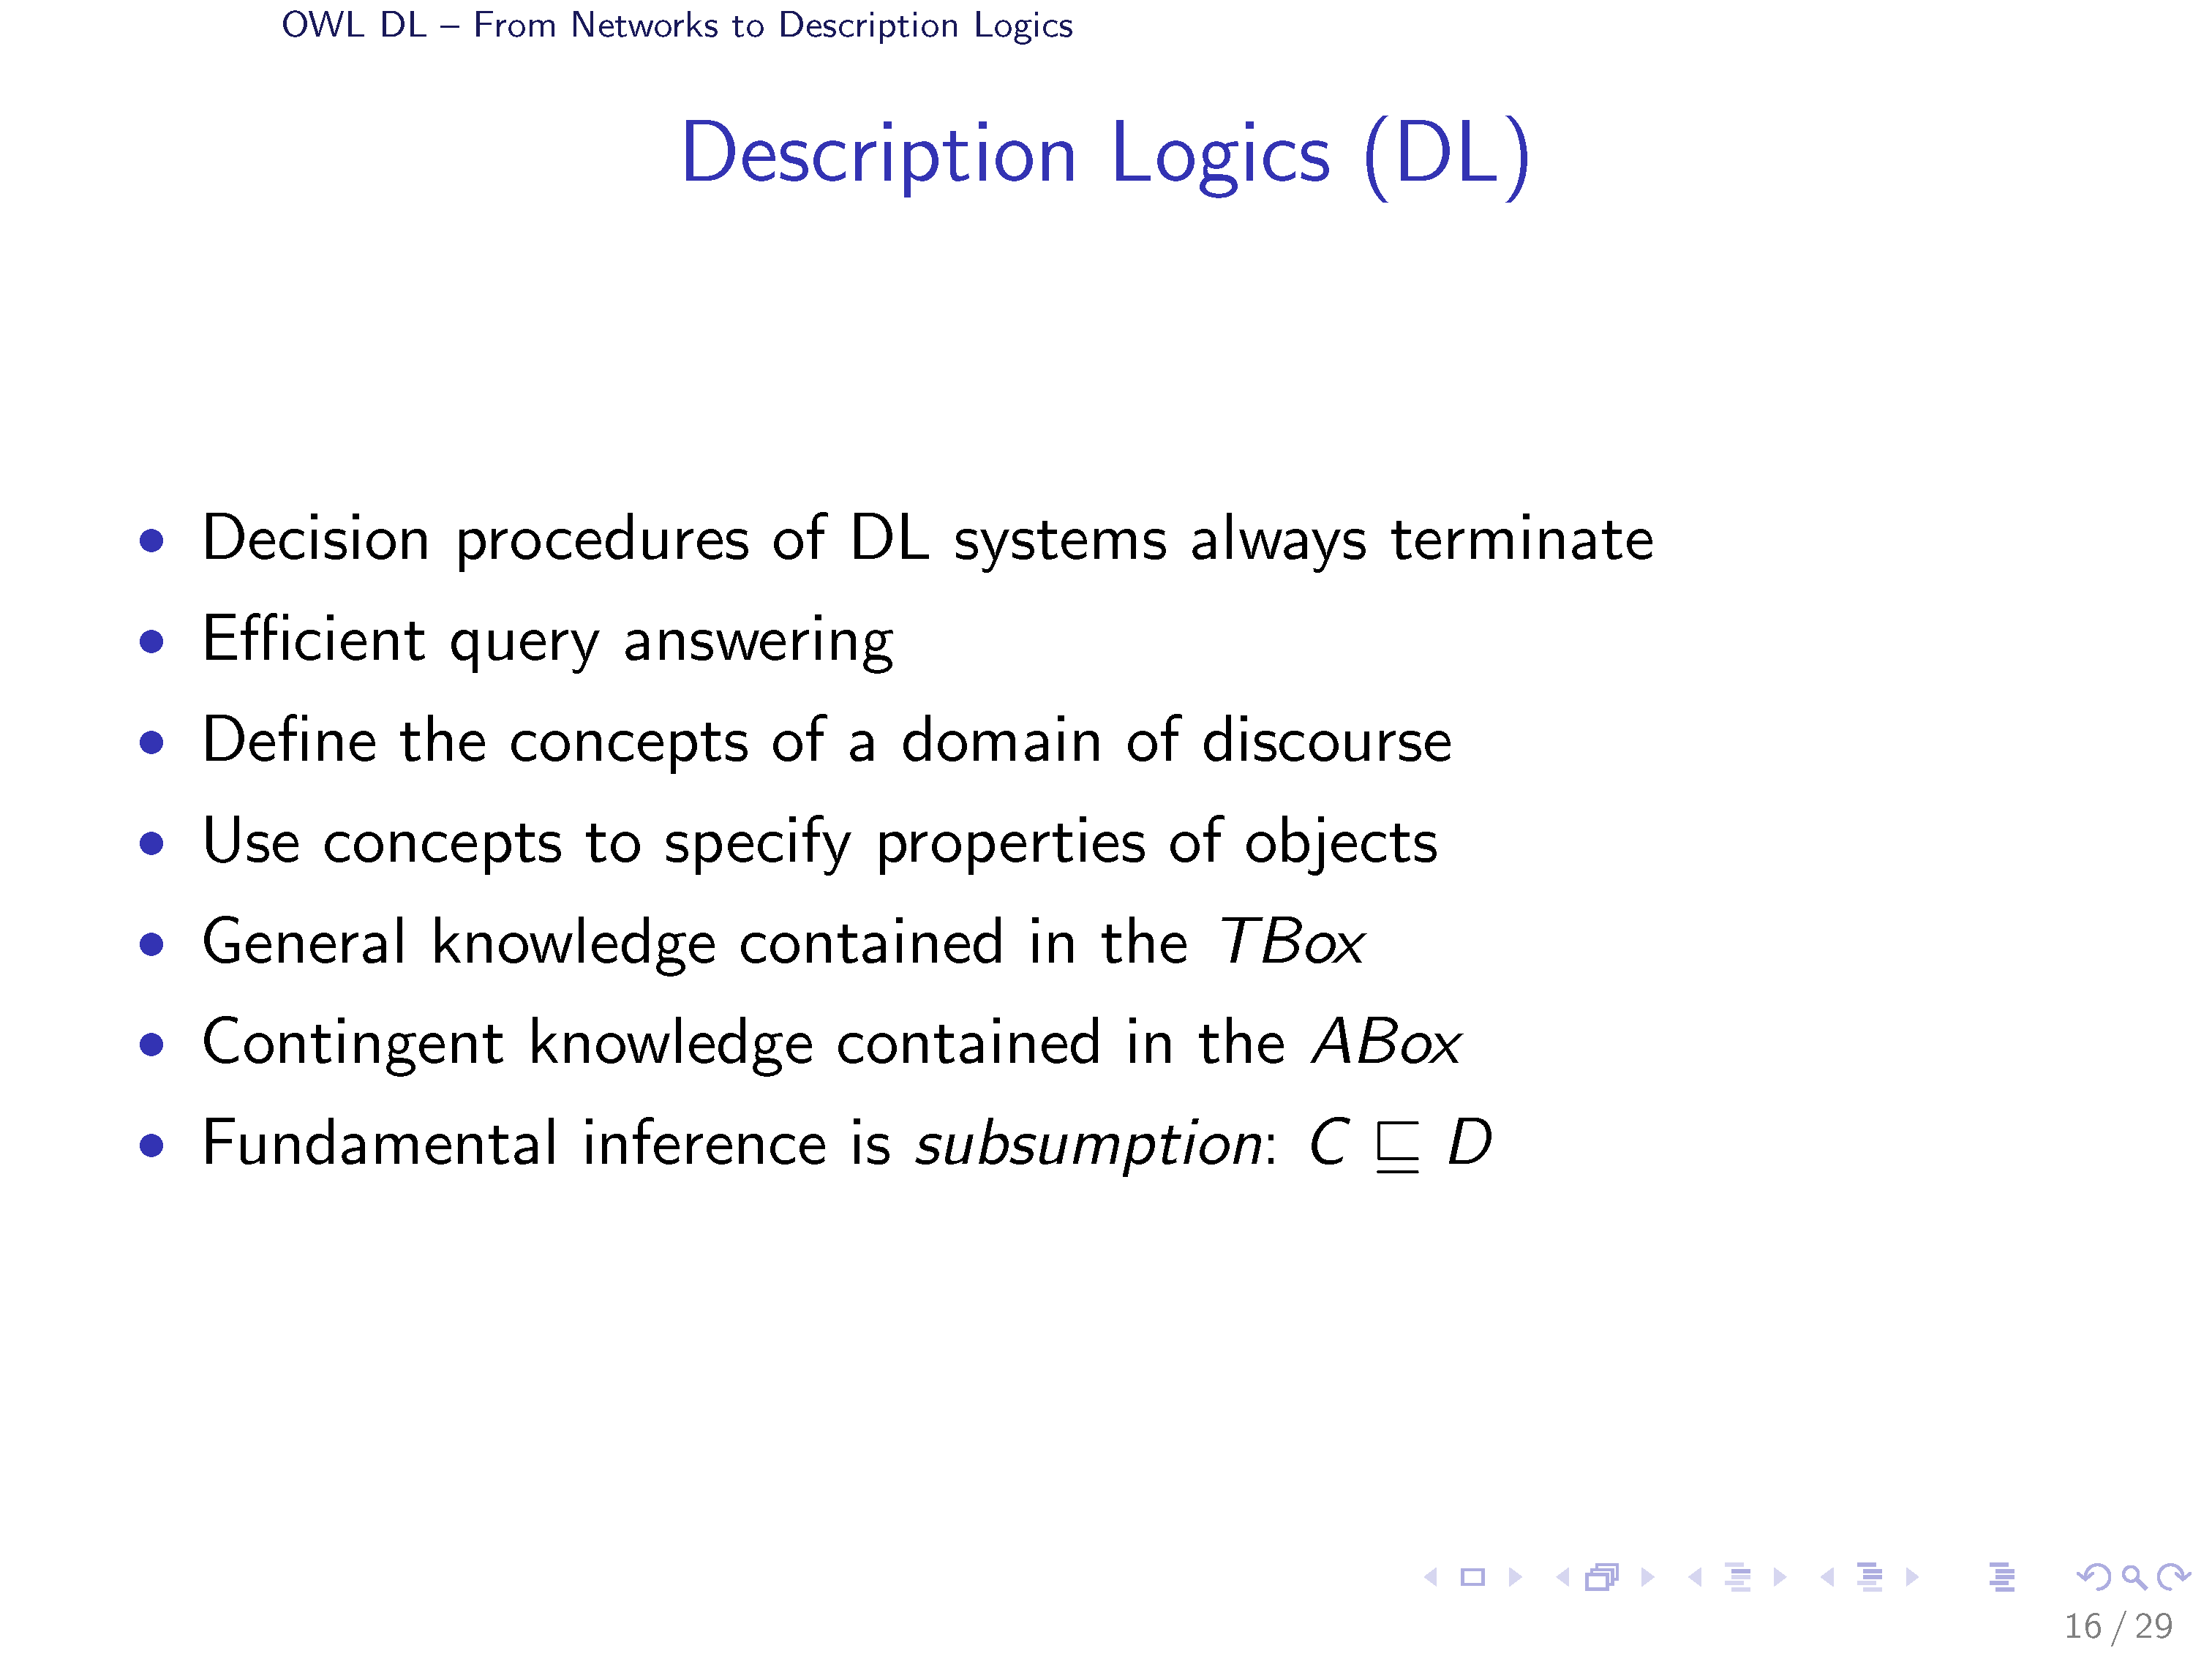 OWL DL – From Networks to Description Logics
Description Logics (DL)
• Decision procedures of DL systems always terminate
• Efficient query answering
• Define the concepts of a domain of discourse
• Use concepts to specify properties of objects
• General knowledge contained in the TBox
• Contingent knowledge contained in the ABox
• Fundamental inference is subsumption: C ⊑ D
16 / 29